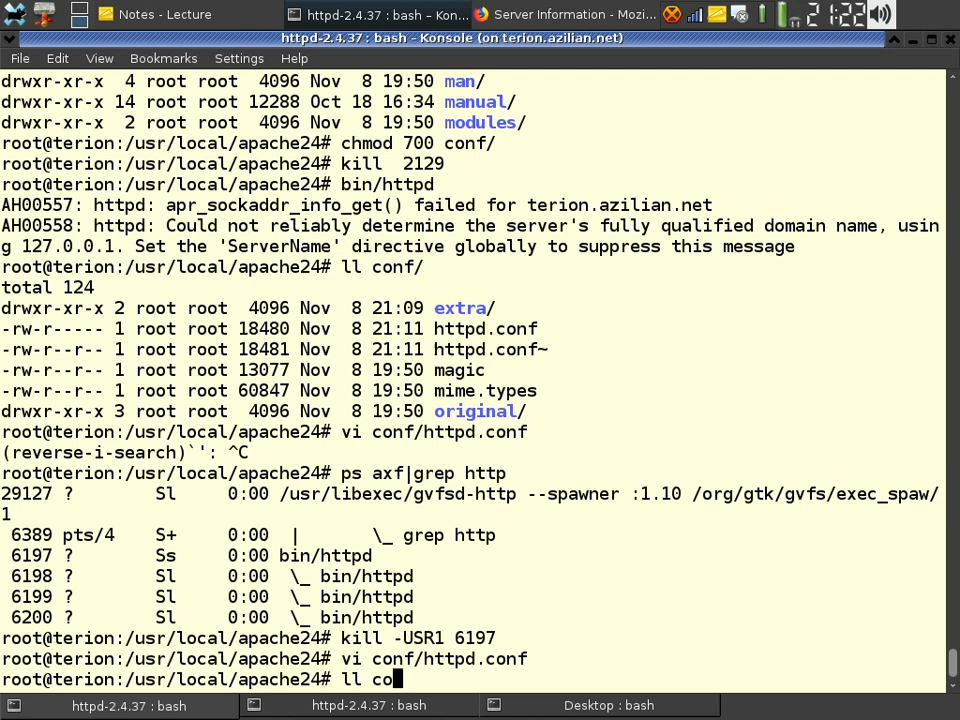 Notes - Lecture
httpd-2.4.37 : bash – Kon...
Server Information - Mozi...
2 1:22
httpd-2.4.37 : bash - Konsole (on terion.azilian.net)
File Edit View Bookmarks Settings Help
drwxr-xr-x  4 root root  4096 Nov  8 19:50 man/
drwxr-xr-x 14 root root 12288 Oct 18 16:34 manual/
drwxr-xr-x  2 root root  4096 Nov  8 19:50 modules/
root@terion:/usr/local/apache24# chmod 700 conf/
root@terion:/usr/local/apache24# kill  2129
root@terion:/usr/local/apache24# bin/httpd
AH00557: httpd: apr_sockaddr_info_get() failed for terion.azilian.net
AH00558: httpd: Could not reliably determine the server's fully qualified domain name, usin
g 127.0.0.1. Set the 'ServerName' directive globally to suppress this message
root@terion:/usr/local/apache24# ll conf/
total 124
drwxr-xr-x 2 root root  4096 Nov  8 21:09 extra/
-rw-r----- 1 root root 18480 Nov  8 21:11 httpd.conf
-rw-r--r-- 1 root root 18481 Nov  8 21:11 httpd.conf~
-rw-r--r-- 1 root root 13077 Nov  8 19:50 magic
-rw-r--r-- 1 root root 60847 Nov  8 19:50 mime.types
drwxr-xr-x 3 root root  4096 Nov  8 19:50 original/
root@terion:/usr/local/apache24# vi conf/httpd.conf
(reverse-i-search)`': ^C
root@terion:/usr/local/apache24# ps axf|grep http
29127 ?        Sl     0:00 /usr/libexec/gvfsd-http --spawner :1.10 /org/gtk/gvfs/exec_spaw/
1
 6389 pts/4    S+     0:00  |       \_ grep http
 6197 ?        Ss     0:00 bin/httpd
 6198 ?        Sl     0:00  \_ bin/httpd
 6199 ?        Sl     0:00  \_ bin/httpd
 6200 ?        Sl     0:00  \_ bin/httpd
root@terion:/usr/local/apache24# kill -USR1 6197
root@terion:/usr/local/apache24# vi conf/httpd.conf
root@terion:/usr/local/apache24# ll co
httpd-2.4.37 : bash
httpd-2.4.37 : bash
Desktop : bash